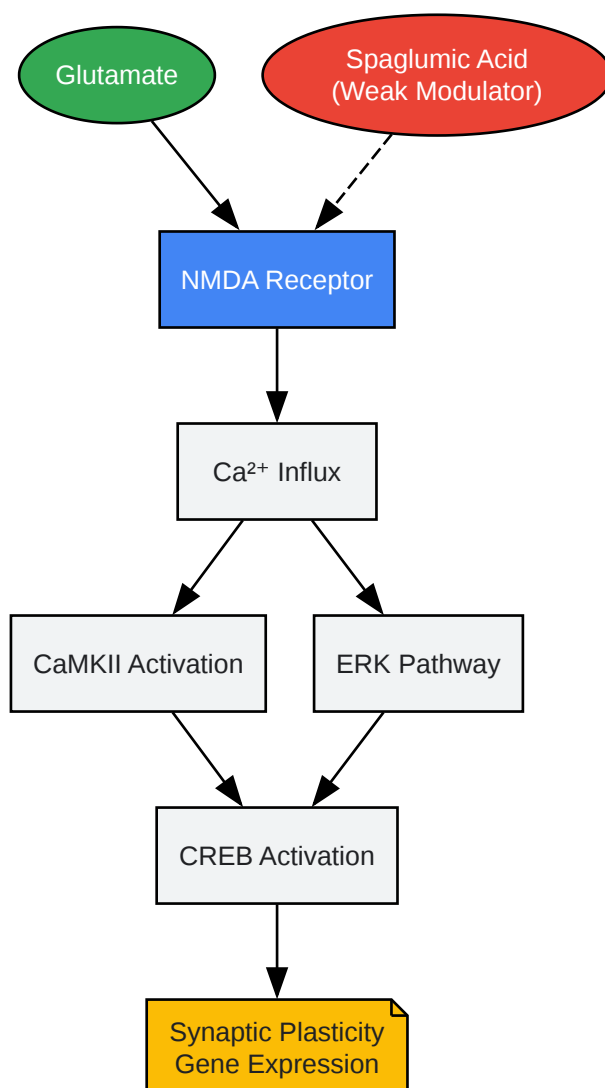 Glutamate
Spaglumic Acid
(Weak Modulator)
NMDA Receptor
Ca²⁺ Influx
CaMKII Activation
ERK Pathway
CREB Activation
Synaptic Plasticity
Gene Expression